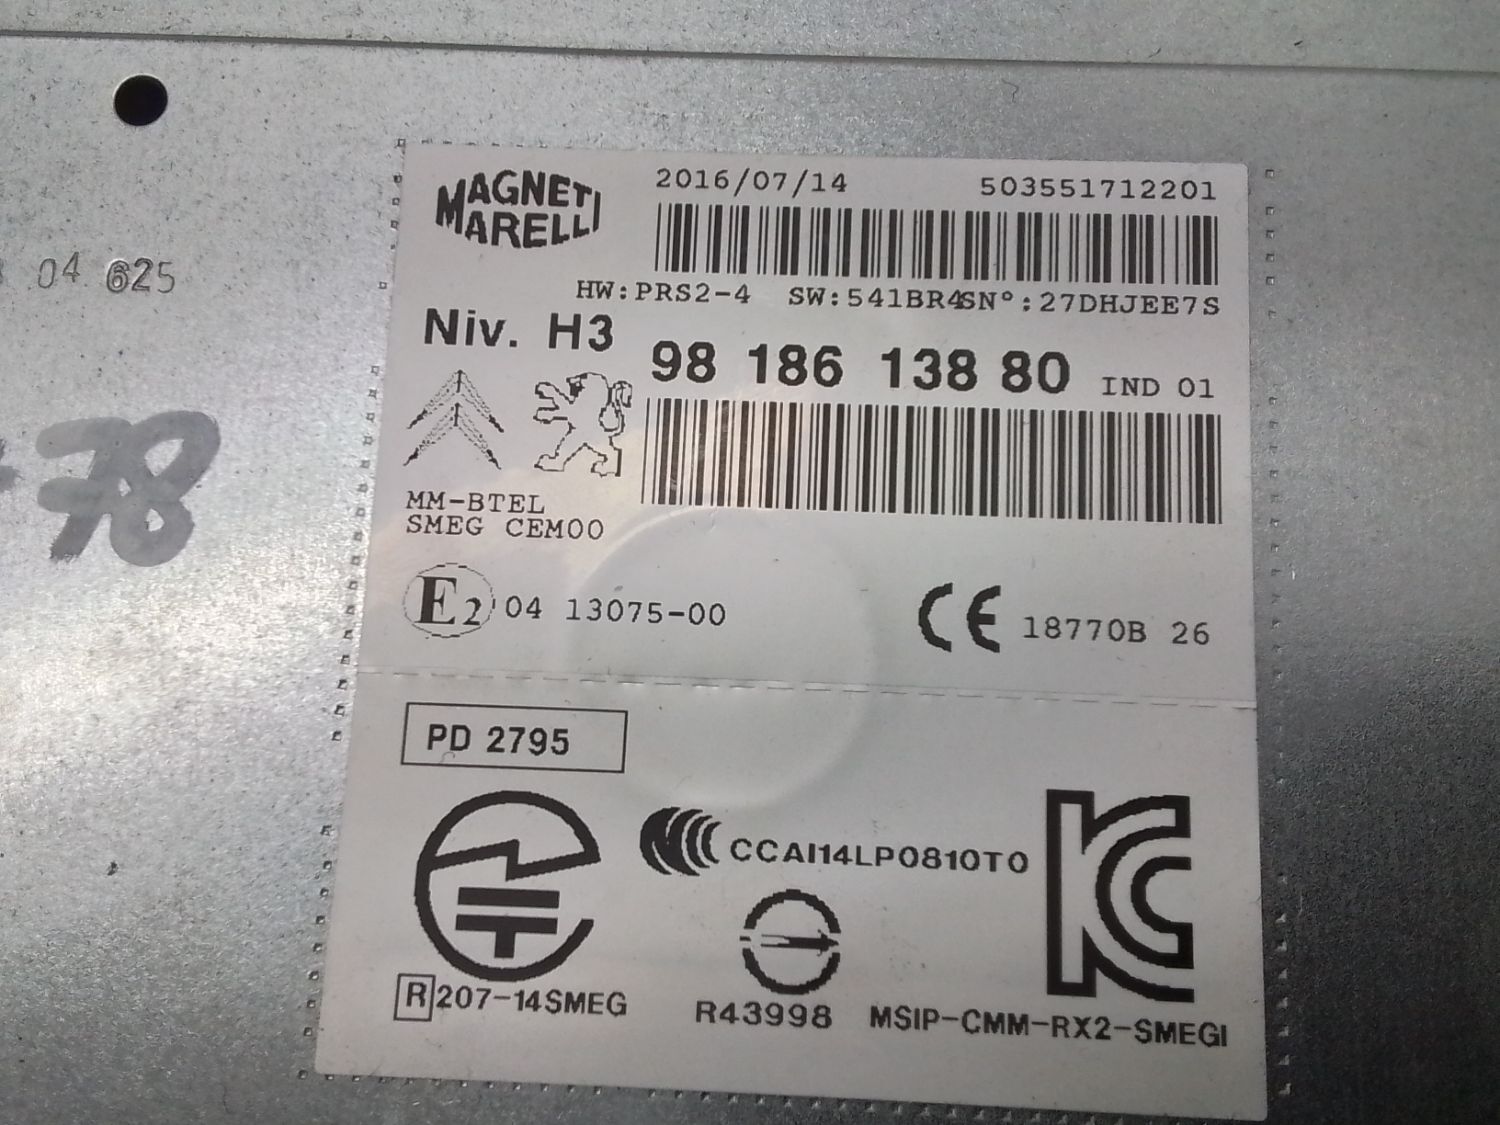 MAGNETI
MARELLI
2016/07/14 503551712201
HW:PRS2-4 SW:541BR4SN°:27DHJEE7S
Niv. H3
98 186 138 80 IND 01
MM-BTEL
SMEG CEM00
E2 04 13075-00
CE 18770B 26
PD 2795
CCAI14LP0810T0
R 207-14SMEG
R43998
MSIP-CMM-RX2-SMEGI
04 625
78